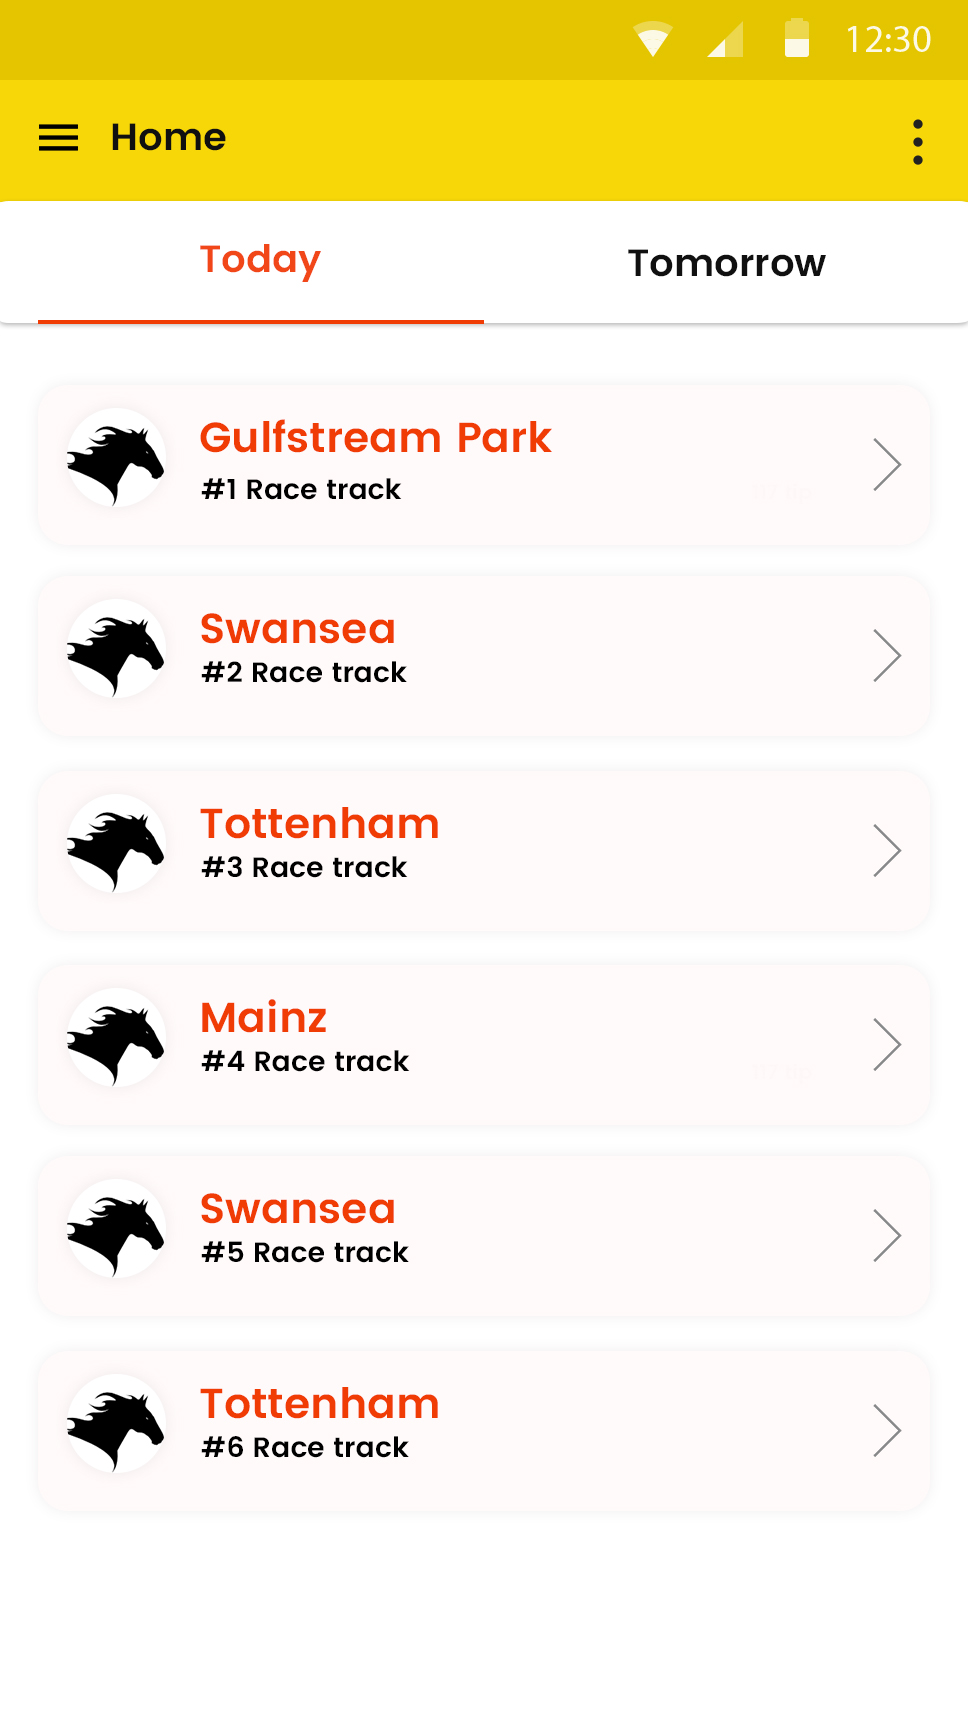 12:30
Home
Today
Tomorrow
Gulfstream Park
#1 Race track
Swansea
#2 Race track
Tottenham
#3 Race track
Mainz
#4 Race track
Swansea
#5 Race track
Tottenham
#6 Race track